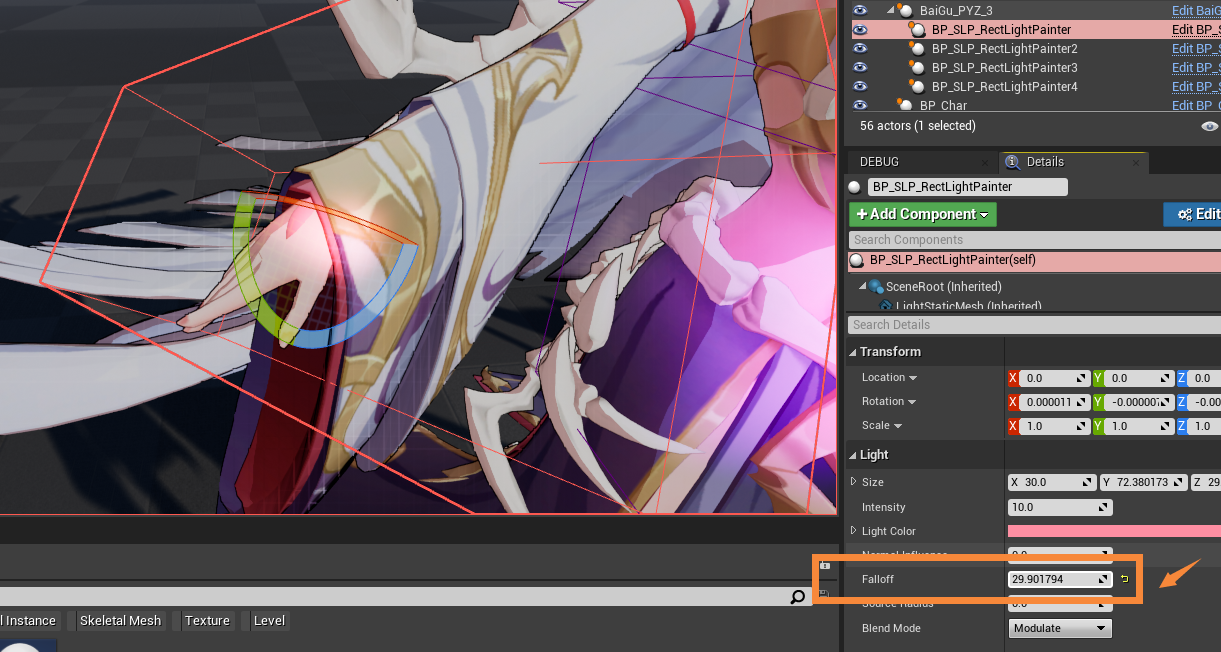 BaiGu_PYZ_3 Edit BaiG
BP_SLP_RectLightPainter Edit BP_S
BP_SLP_RectLightPainter2 Edit BP_S
BP_SLP_RectLightPainter3 Edit BP_S
BP_SLP_RectLightPainter4 Edit BP_S
BP_Char Edit BP_C
56 actors (1 selected)
DEBUG Details
BP_SLP_RectLightPainter
+Add Component Edit
Search Components
BP_SLP_RectLightPainter(self)
SceneRoot (Inherited)
LightStaticMesh (Inherited)
Search Details
Transform
Location X 0.0 Y 0.0 Z 0.0
Rotation X 0.000011 Y Z -0.00
Scale X 1.0 Y 1.0 Z 1.0
Light
Size X 30.0 Y 72.380173 Z 29
Intensity 10.0
Light Color
Normal Influence 0.0
Falloff 29.901794
Source Radius 0.0
Blend Mode Modulate
l Instance Skeletal Mesh Texture Level